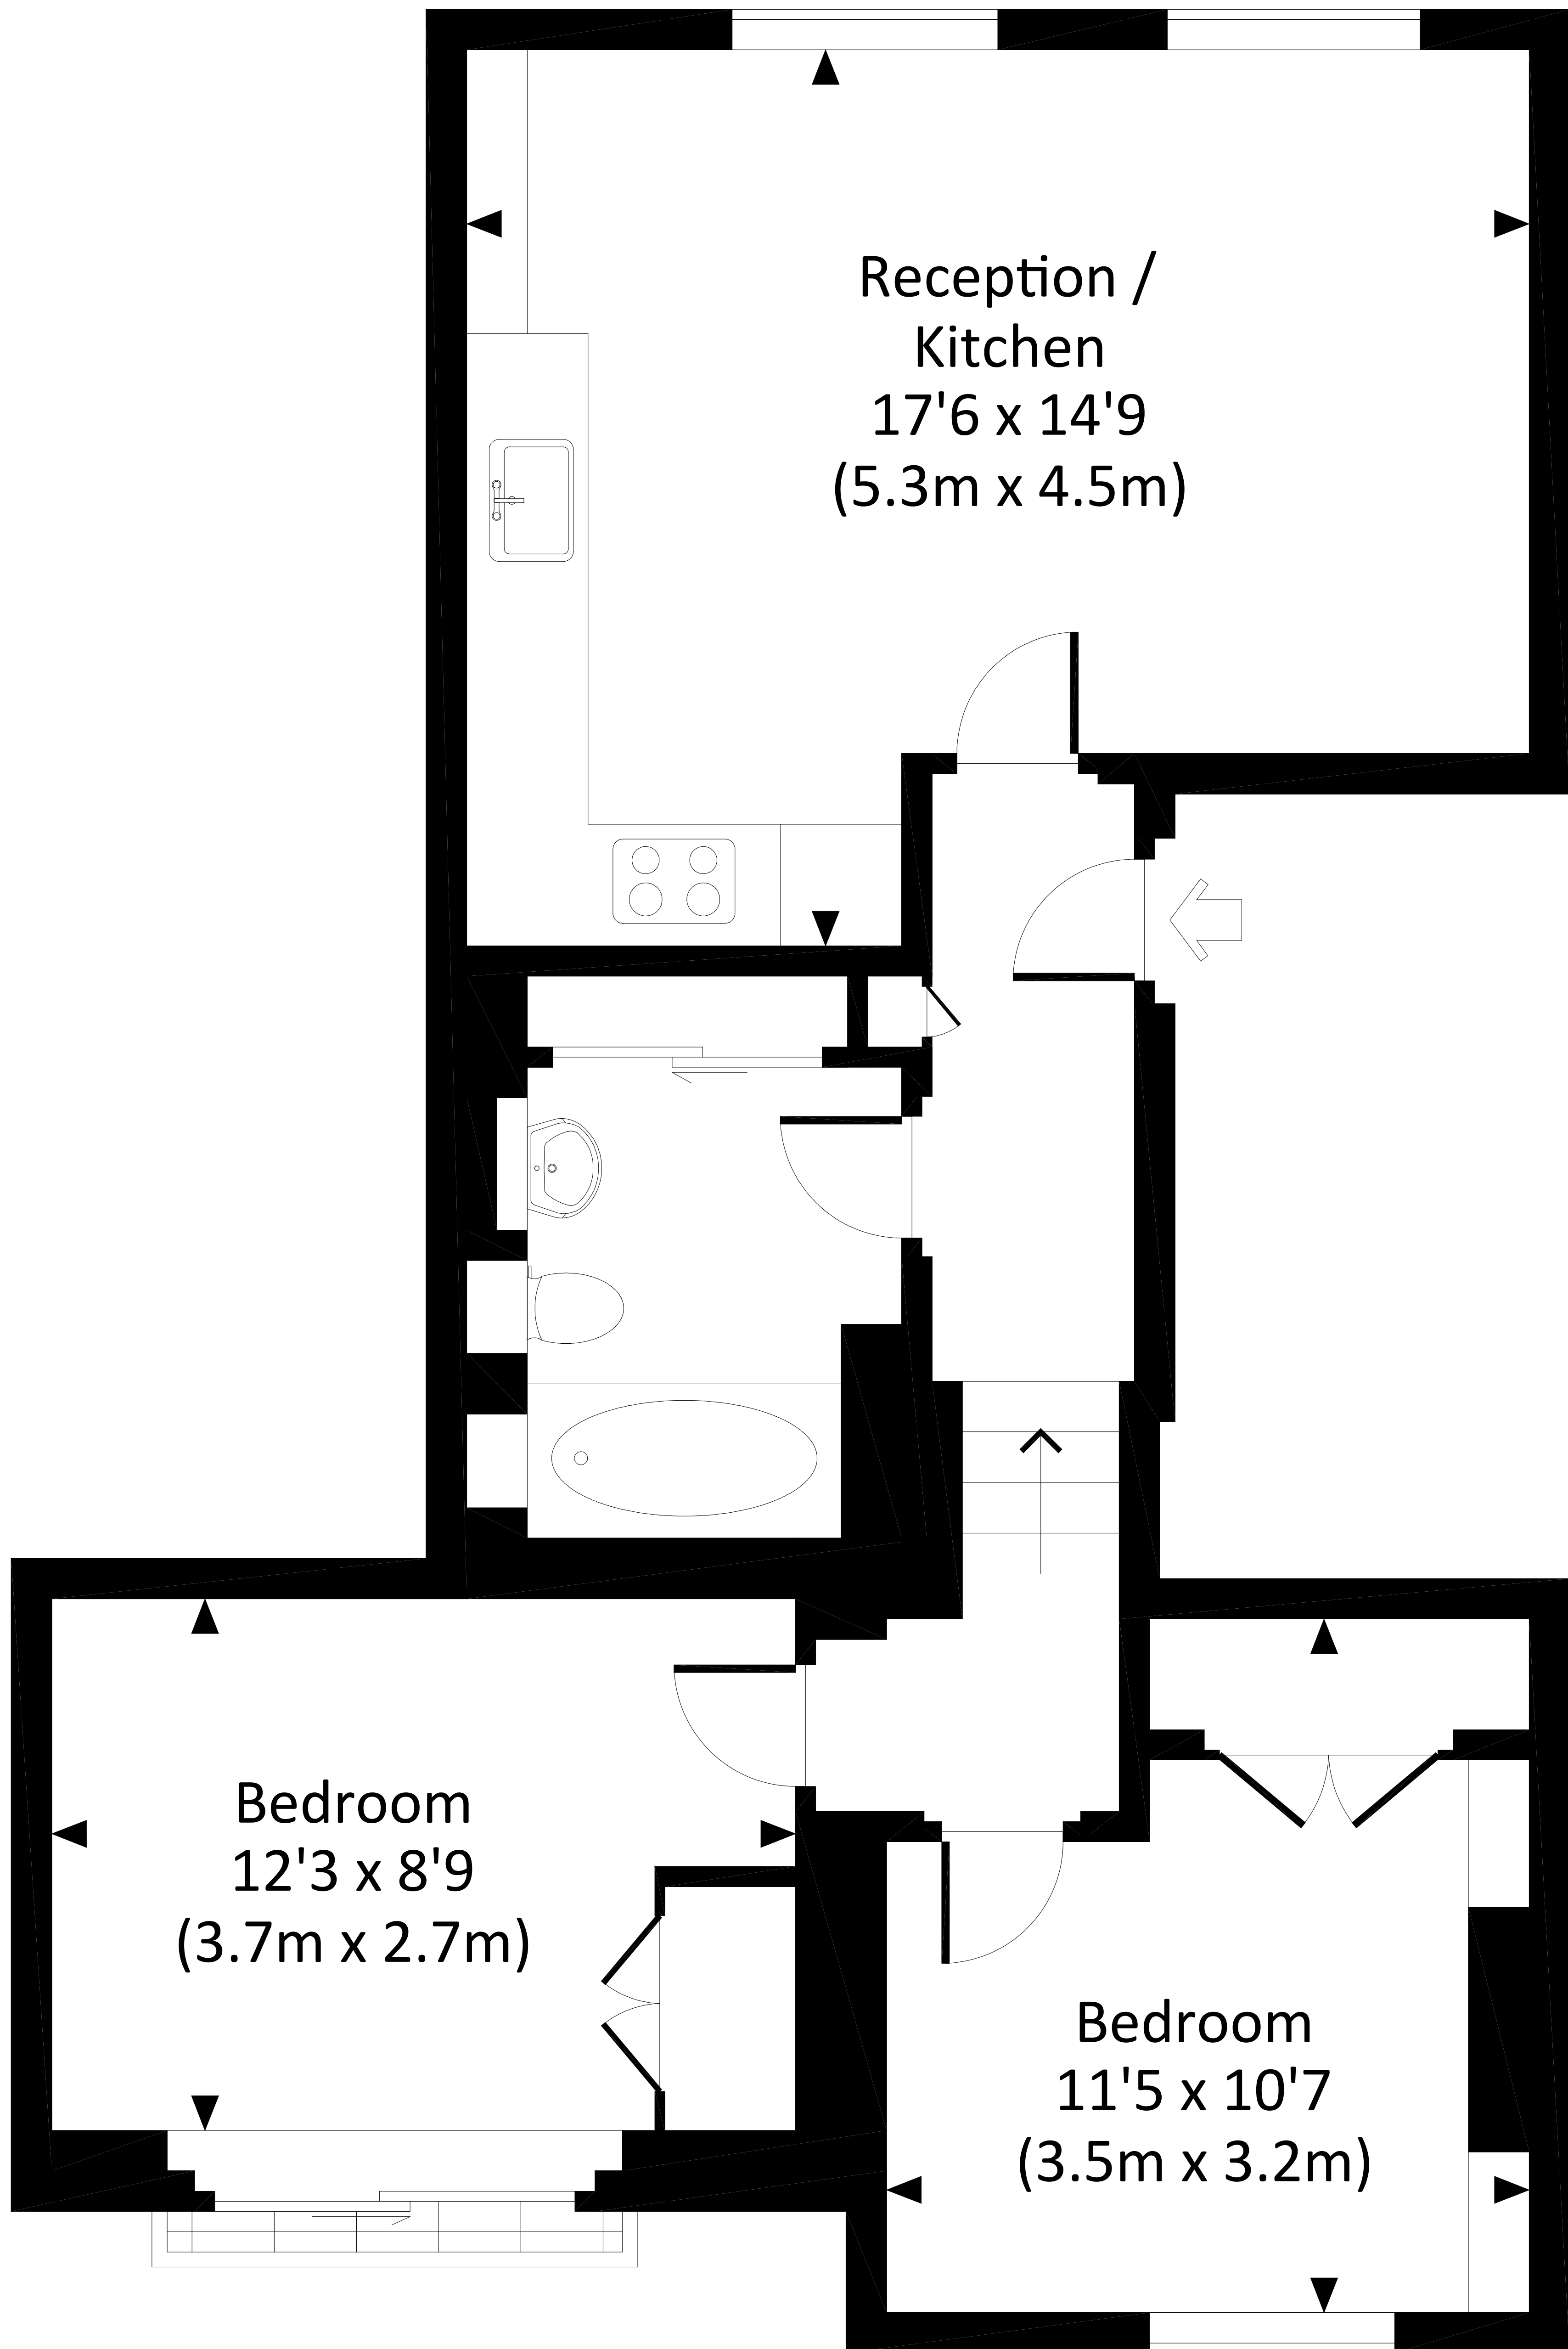 Reception /
Kitchen
17'6 x 14'9
(5.3m x 4.5m)
Bedroom
12'3 x 8'9
(3.7m x 2.7m)
Bedroom
11'5 x 10'7
(3.5m x 3.2m)